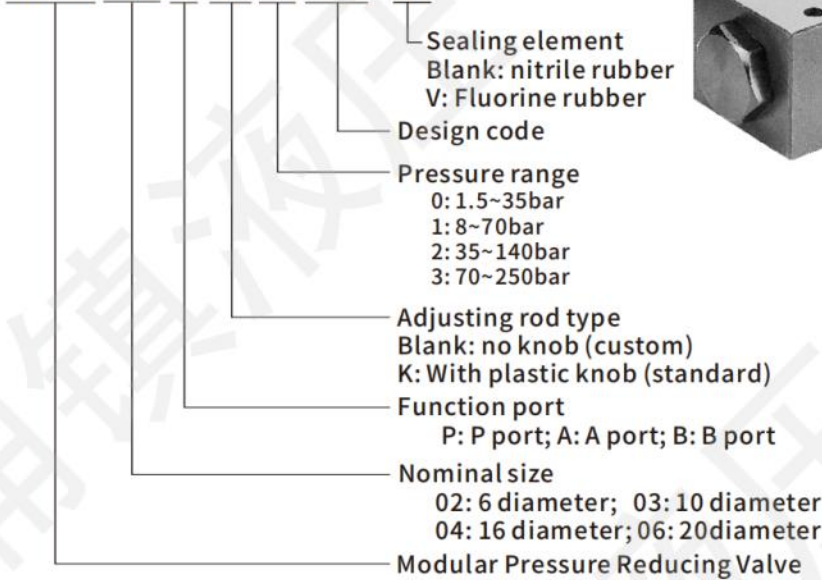 Sealing element
Blank: nitrile rubber
V: Fluorine rubber
Design code
Pressure range
0: 1.5~35bar
1: 8~70bar
2: 35~140bar
3: 70~250bar
Adjusting rod type
Blank: no knob (custom)
K: With plastic knob (standard)
Function port
P: P port; A: A port; B: B port
Nominal size
02: 6 diameter; 03: 10 diameter
04: 16 diameter; 06: 20diameter
Modular Pressure Reducing Valve